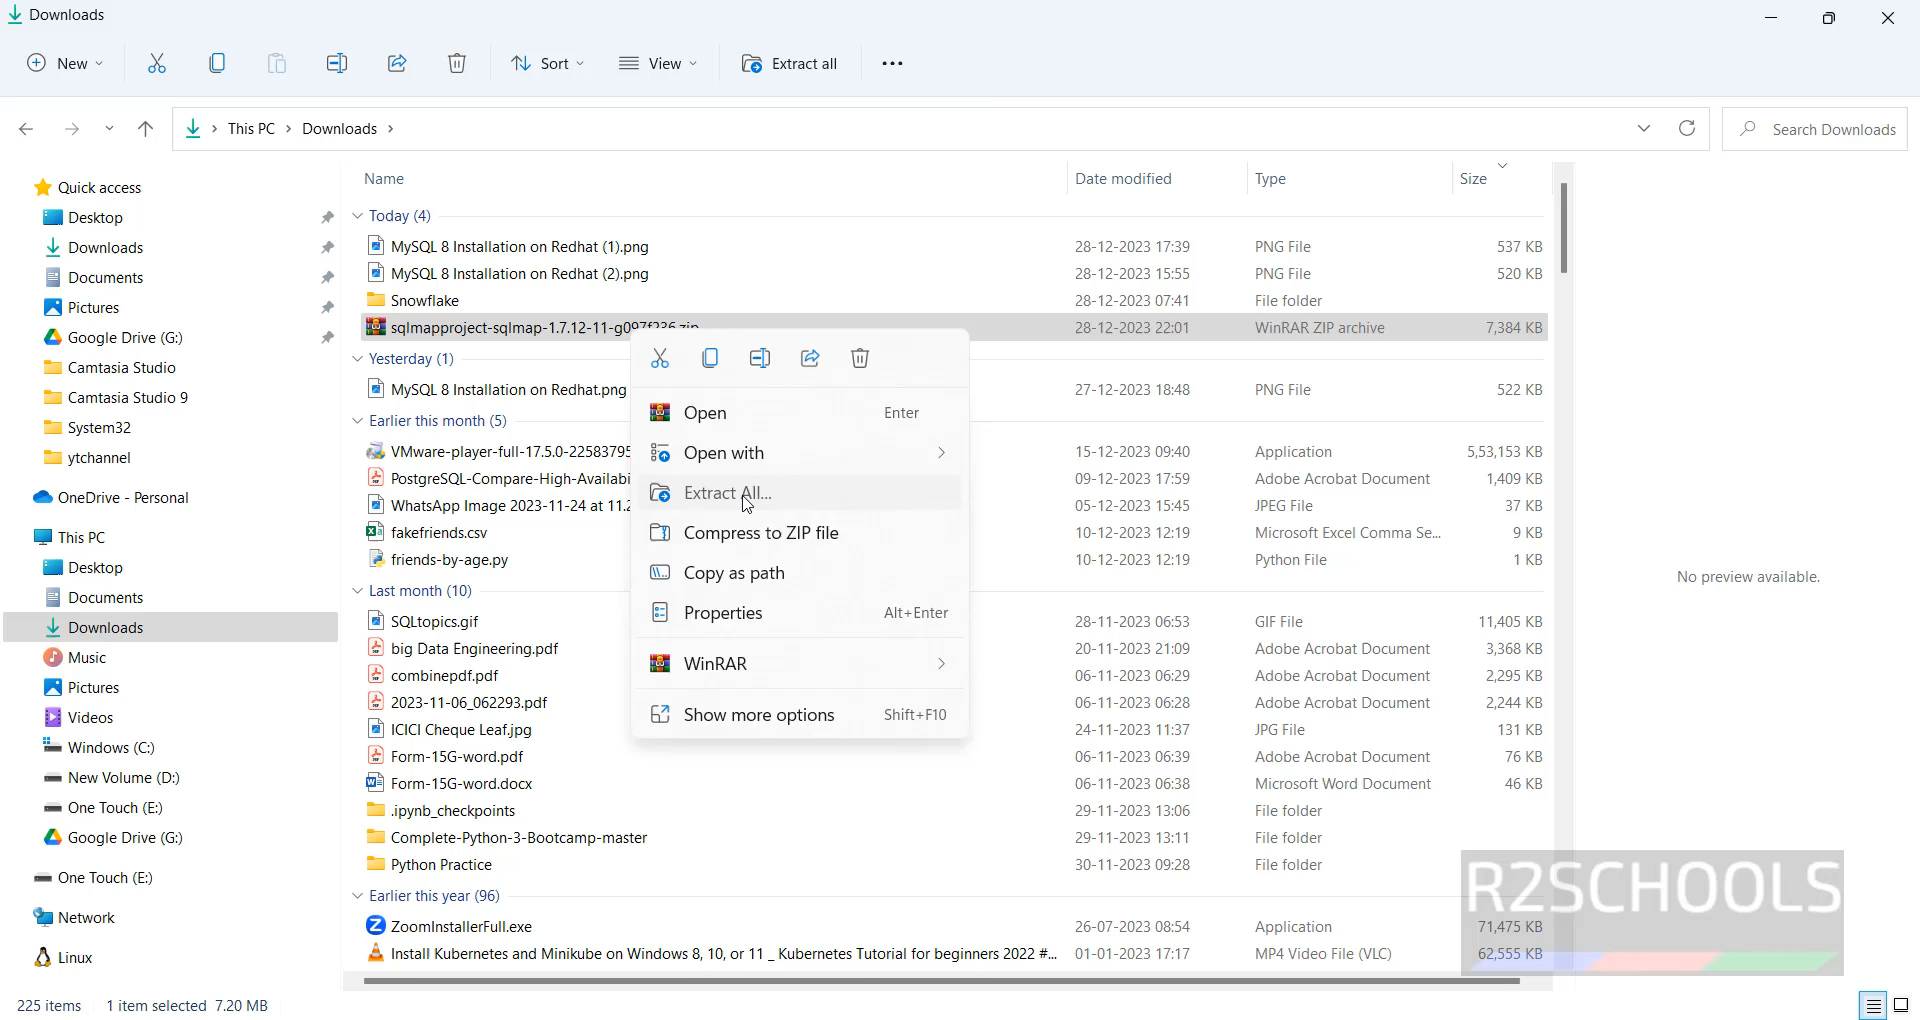 Downloads
New
Sort
View
Extract all
This PC > Downloads >
Search Downloads
Quick access
Desktop
Downloads
Documents
Pictures
Google Drive (G:)
Camtasia Studio
Camtasia Studio 9
System32
ytchannel
OneDrive - Personal
This PC
Desktop
Documents
Downloads
Music
Pictures
Videos
Windows (C:)
New Volume (D:)
One Touch (E:)
Google Drive (G:)
One Touch (E:)
Network
Linux
Name Date modified Type Size
Today (4)
MySQL 8 Installation on Redhat (1).png 28-12-2023 17:39 PNG File 537 KB
MySQL 8 Installation on Redhat (2).png 28-12-2023 15:55 PNG File 520 KB
Snowflake 28-12-2023 07:41 File folder
sqlmapproject-sqlmap-1.7.12-11-g097f236.zip 28-12-2023 22:01 WinRAR ZIP archive 7,384 KB
Yesterday (1)
MySQL 8 Installation on Redhat.png 27-12-2023 18:48 PNG File 522 KB
Earlier this month (5)
VMware-player-full-17.5.0-22583795 15-12-2023 09:40 Application 5,53,153 KB
PostgreSQL-Compare-High-Availabi 09-12-2023 17:59 Adobe Acrobat Document 1,409 KB
WhatsApp Image 2023-11-24 at 11.2 05-12-2023 15:45 JPEG File 37 KB
fakefriends.csv 10-12-2023 12:19 Microsoft Excel Comma Se... 9 KB
friends-by-age.py 10-12-2023 12:19 Python File 1 KB
Last month (10)
SQLtopics.gif 28-11-2023 06:53 GIF File 11,405 KB
big Data Engineering.pdf 20-11-2023 21:09 Adobe Acrobat Document 3,368 KB
combinepdf.pdf 06-11-2023 06:29 Adobe Acrobat Document 2,295 KB
2023-11-06_062293.pdf 06-11-2023 06:28 Adobe Acrobat Document 2,244 KB
ICICI Cheque Leaf.jpg 24-11-2023 11:37 JPG File 131 KB
Form-15G-word.pdf 06-11-2023 06:39 Adobe Acrobat Document 76 KB
Form-15G-word.docx 06-11-2023 06:38 Microsoft Word Document 46 KB
.ipynb_checkpoints 29-11-2023 13:06 File folder
Complete-Python-3-Bootcamp-master 29-11-2023 13:11 File folder
Python Practice 30-11-2023 09:28 File folder
Earlier this year (96)
ZoomInstallerFull.exe 26-07-2023 08:54 Application 71,475 KB
Install Kubernetes and Minikube on Windows 8, 10, or 11 _ Kubernetes Tutorial for beginners 2022 #... 01-01-2023 17:17 MP4 Video File (VLC) 62,555 KB
Open Enter
Open with
Extract All...
Compress to ZIP file
Copy as path
Properties Alt+Enter
WinRAR
Show more options Shift+F10
No preview available.
R2SCHOOLS
225 items 1 item selected 7.20 MB